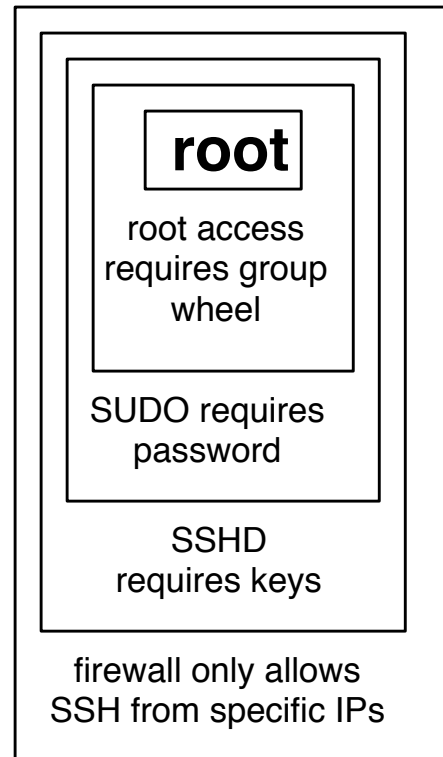 root
root access
requires group
wheel
SUDO requires
password
SSHD
requires keys
firewall only allows
SSH from specific IPs